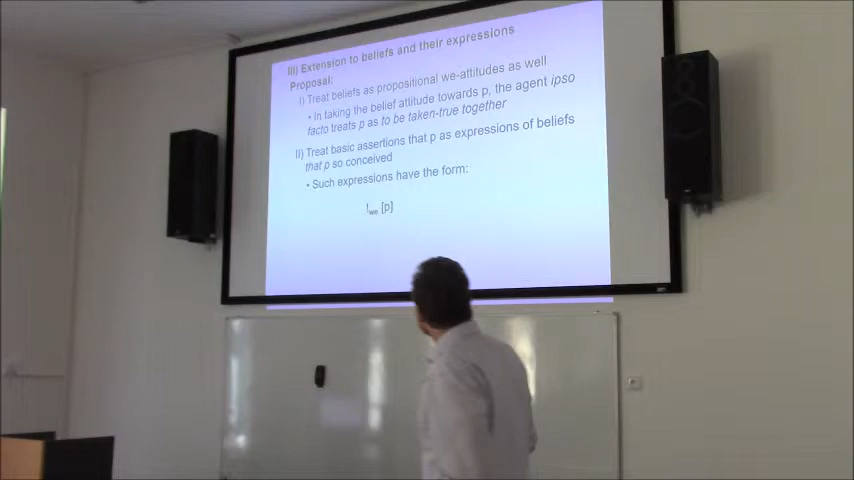 III) Extension to beliefs and their expressions
Proposal:
I) Treat beliefs as propositional we-attitudes as well
• In taking the belief attitude towards p, the agent ipso
facto treats p as to be taken-true together
II) Treat basic assertions that p as expressions of beliefs
that p so conceived
• Such expressions have the form:
!we [p]